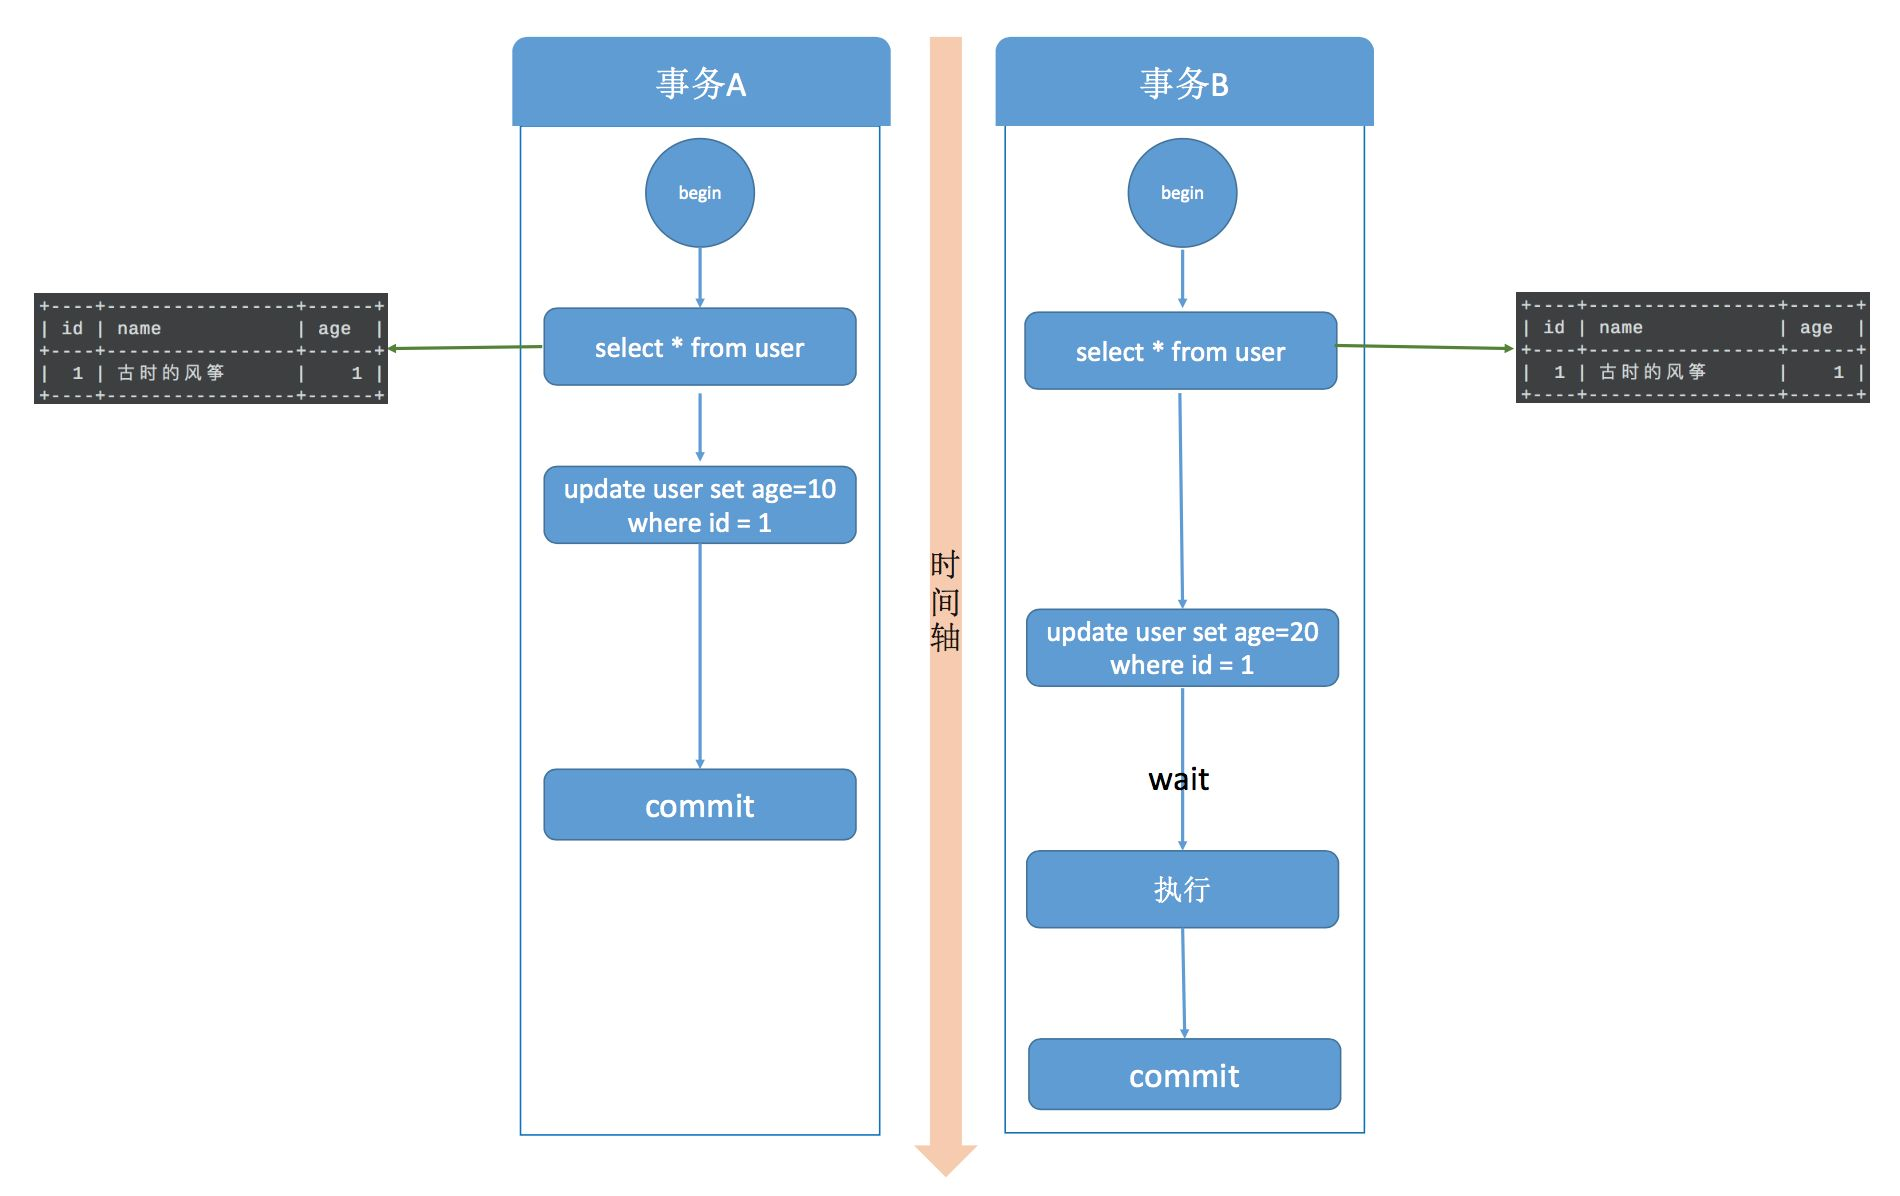 事务A
事务B
begin
begin
+----+-----------------+------+
| id | name            | age  |
+----+-----------------+------+
|  1 | 古时的风筝      |    1 |
+----+-----------------+------+
select * from user
select * from user
+----+-----------------+------+
| id | name            | age  |
+----+-----------------+------+
|  1 | 古时的风筝      |    1 |
+----+-----------------+------+
update user set age=10
where id = 1
时
间
轴
update user set age=20
where id = 1
wait
commit
执行
commit